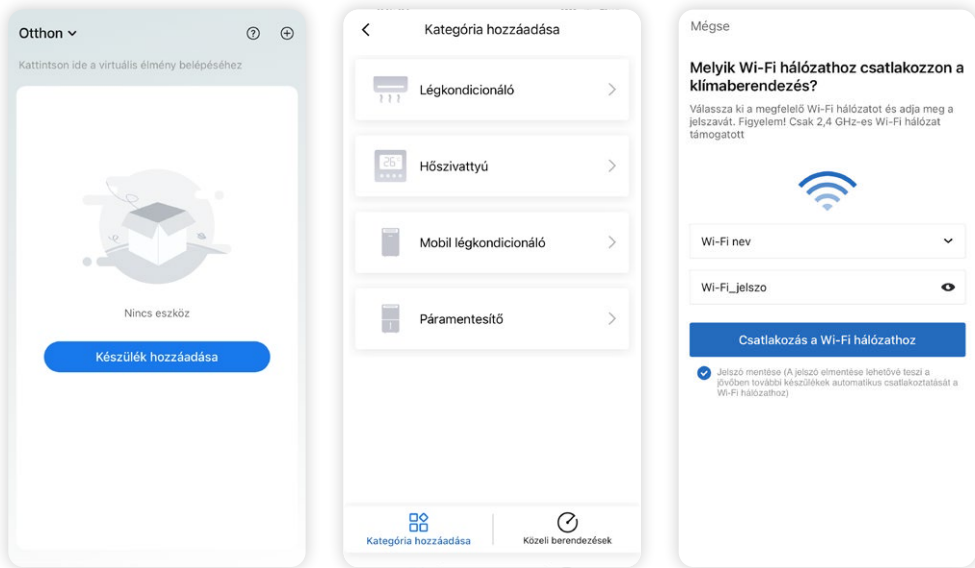 Otthon
Kattintson ide a virtuális élmény belépéséhez
Nincs eszköz
Készülék hozzáadása
Kategória hozzáadása
Légkondicionáló
26°
Hőszivattyú
Mobil légkondicionáló
Páramentesítő
Kategória hozzáadása
Közeli berendezések
Mégse
Melyik Wi-Fi hálózathoz csatlakozzon a
klímaberendezés?
Válassza ki a megfelelő Wi-Fi hálózatot és adja meg a
jelszavát. Figyelem! Csak 2,4 GHz-es Wi-Fi hálózat
támogatott
Wi-Fi nev
Wi-Fi_jelszo
Csatlakozás a Wi-Fi hálózathoz
Jelszó mentése (A jelszó elmentése lehetővé teszi a
jövőben további készülékek automatikus csatlakoztatását a
Wi-Fi hálózathoz)